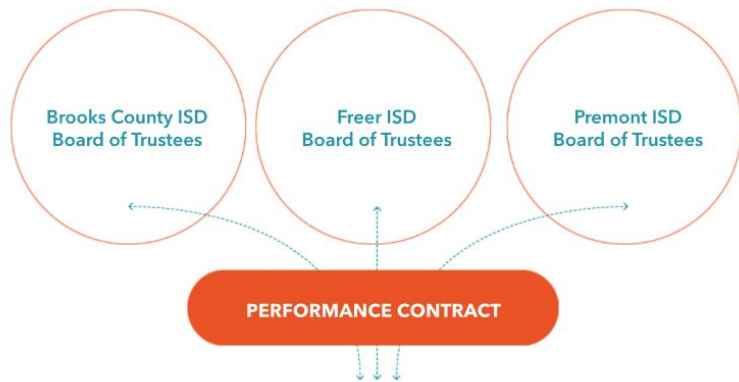 Brooks County ISD
Board of Trustees
Freer ISD
Board of Trustees
Premont ISD
Board of Trustees
PERFORMANCE CONTRACT